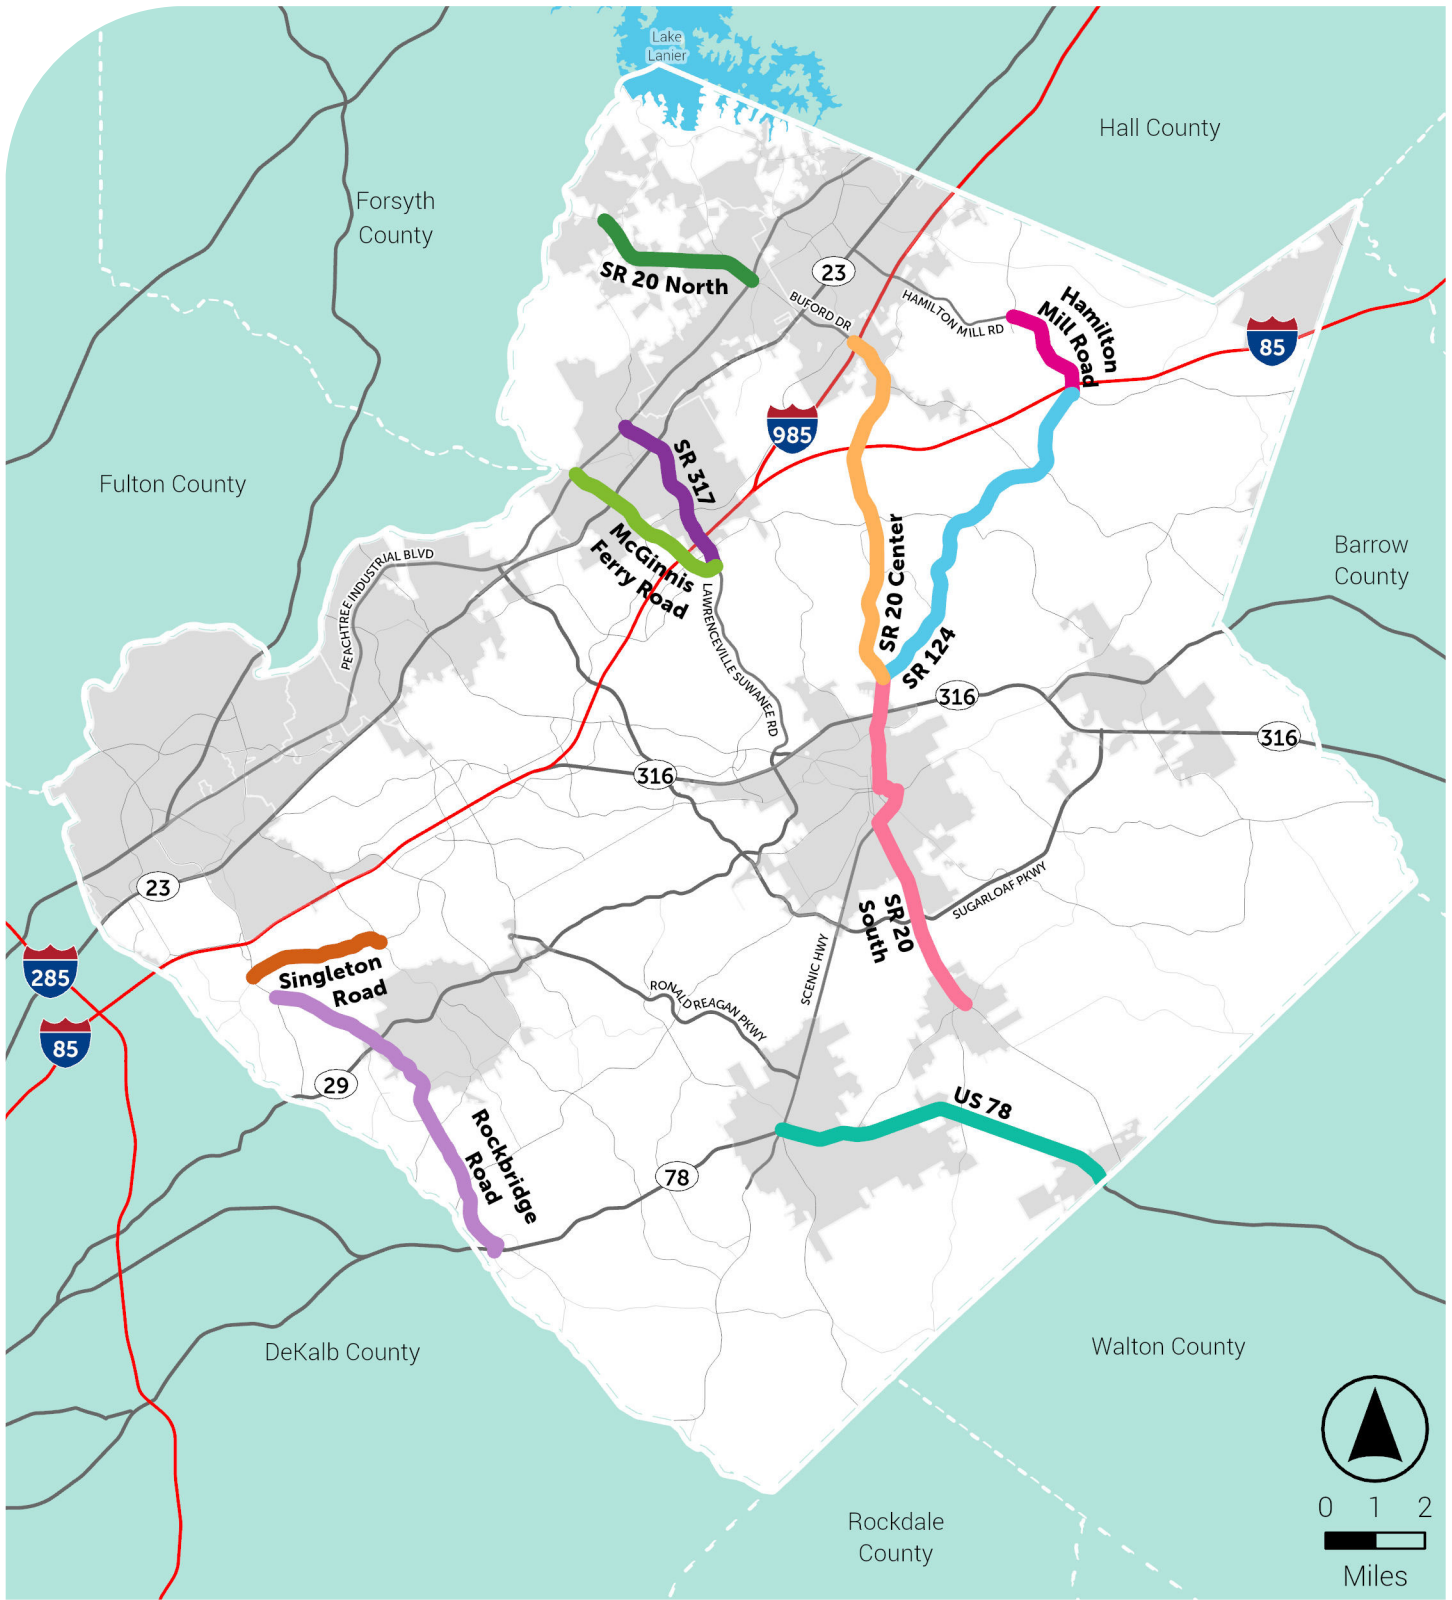 Lake
Lanier
Hall County
Forsyth
County
SR 20 North
23
BUFORD DR
HAMILTON MILL RD
Hamilton
Mill Road
85
985
SR 317
Fulton County
McGinnis
Ferry Road
PEACHTREE INDUSTRIAL BLVD
LAWRENCEVILLE SUWANEE RD
SR 20 Center
SR 124
Barrow
County
316
316
316
23
SUGARLOAF PKWY
SR 20
South
SCENIC HWY
285
85
Singleton
Road
RONALD REAGAN PKWY
29
Rockbridge
Road
US 78
78
DeKalb County
Walton County
Rockdale
County
0 1 2
Miles